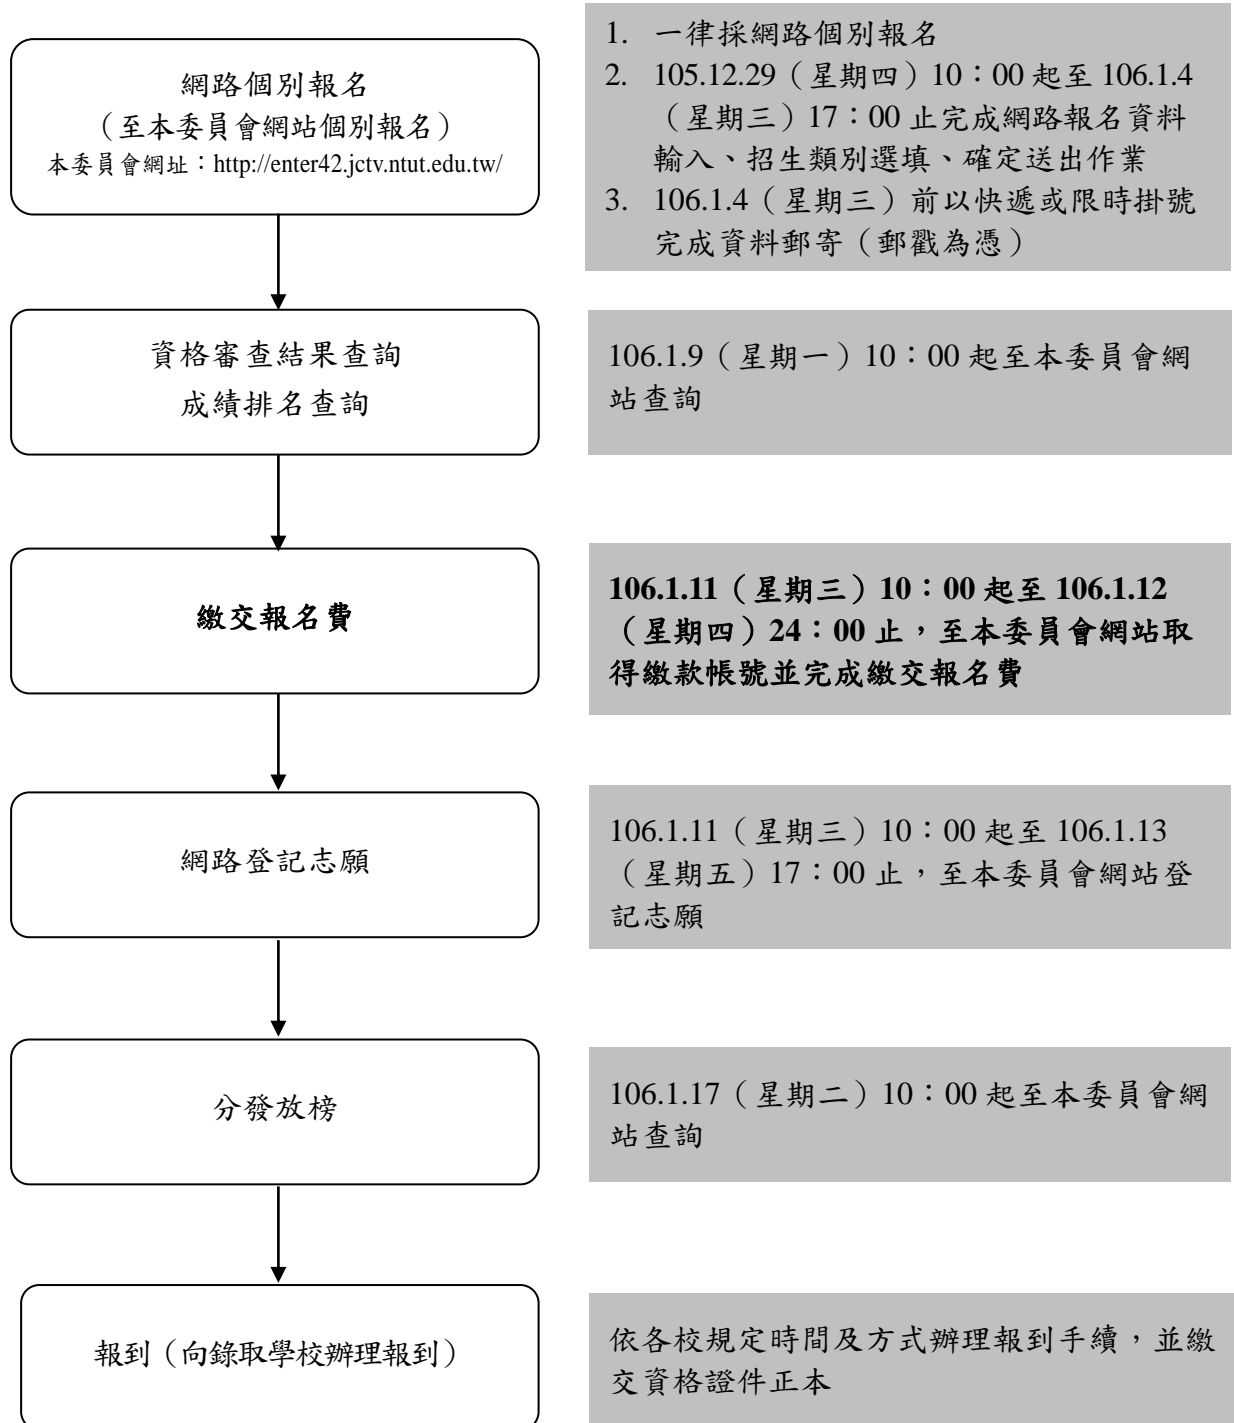 網路個別報名
（至本委員會網站個別報名）
本委員會網址：http://enter42.jctv.ntut.edu.tw/
1. 一律採網路個別報名
2. 105.12.29（星期四）10：00 起至 106.1.4
（星期三）17：00 止完成網路報名資料
輸入、招生類別選填、確定送出作業
3. 106.1.4（星期三）前以快遞或限時掛號
完成資料郵寄（郵戳為憑）
資格審查結果查詢
成績排名查詢
106.1.9（星期一）10：00 起至本委員會網
站查詢
繳交報名費
106.1.11（星期三）10：00 起至 106.1.12
（星期四）24：00 止，至本委員會網站取
得繳款帳號並完成繳交報名費
網路登記志願
106.1.11（星期三）10：00 起至 106.1.13
（星期五）17：00 止，至本委員會網站登
記志願
分發放榜
106.1.17（星期二）10：00 起至本委員會網
站查詢
報到（向錄取學校辦理報到）
依各校規定時間及方式辦理報到手續，並繳
交資格證件正本